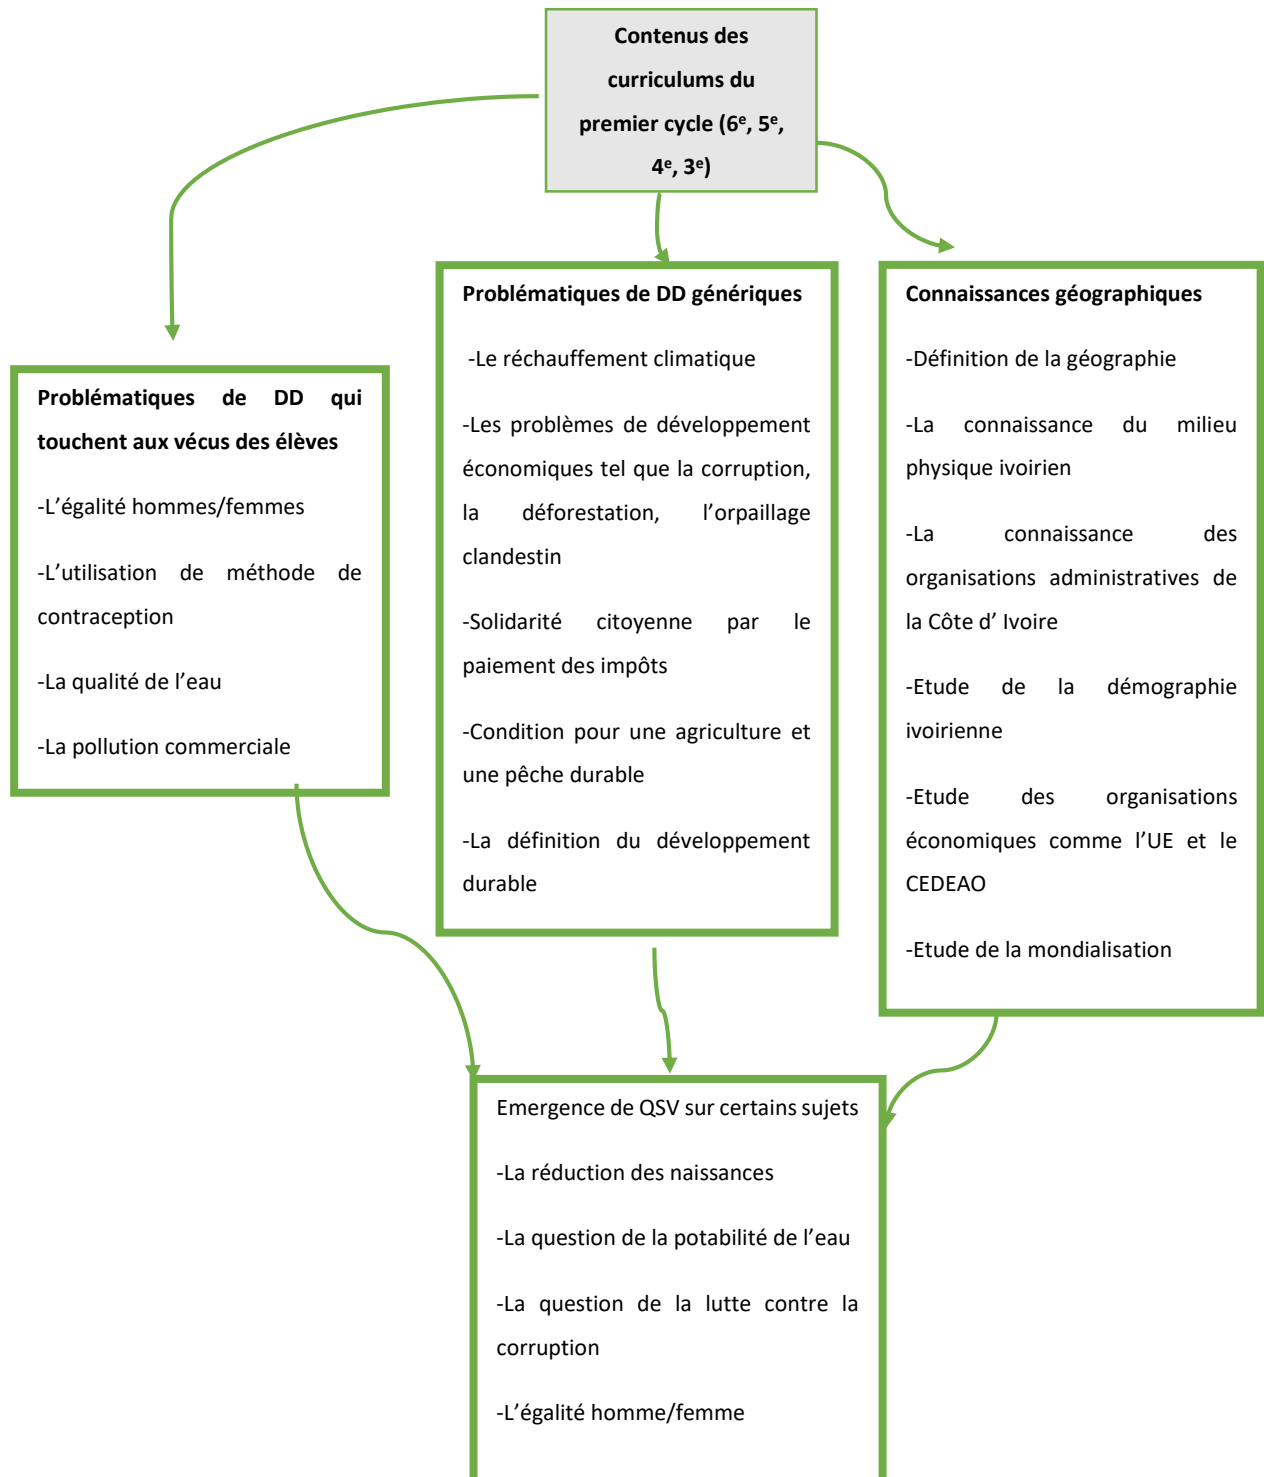 Contenus des
curriculums du
premier cycle (6e, 5e,
4e, 3e)
Problématiques de DD qui
touchent aux vécus des élèves
-L’égalité hommes/femmes
-L’utilisation de méthode de
contraception
-La qualité de l’eau
-La pollution commerciale
Problématiques de DD génériques
-Le réchauffement climatique
-Les problèmes de développement
économiques tel que la corruption,
la déforestation, l’orpaillage
clandestin
-Solidarité citoyenne par le
paiement des impôts
-Condition pour une agriculture et
une pêche durable
-La définition du développement
durable
Connaissances géographiques
-Définition de la géographie
-La connaissance du milieu
physique ivoirien
-La connaissance des
organisations administratives de
la Côte d’ Ivoire
-Etude de la démographie
ivoirienne
-Etude des organisations
économiques comme l’UE et le
CEDEAO
-Etude de la mondialisation
Emergence de QSV sur certains sujets
-La réduction des naissances
-La question de la potabilité de l’eau
-La question de la lutte contre la
corruption
-L’égalité homme/femme